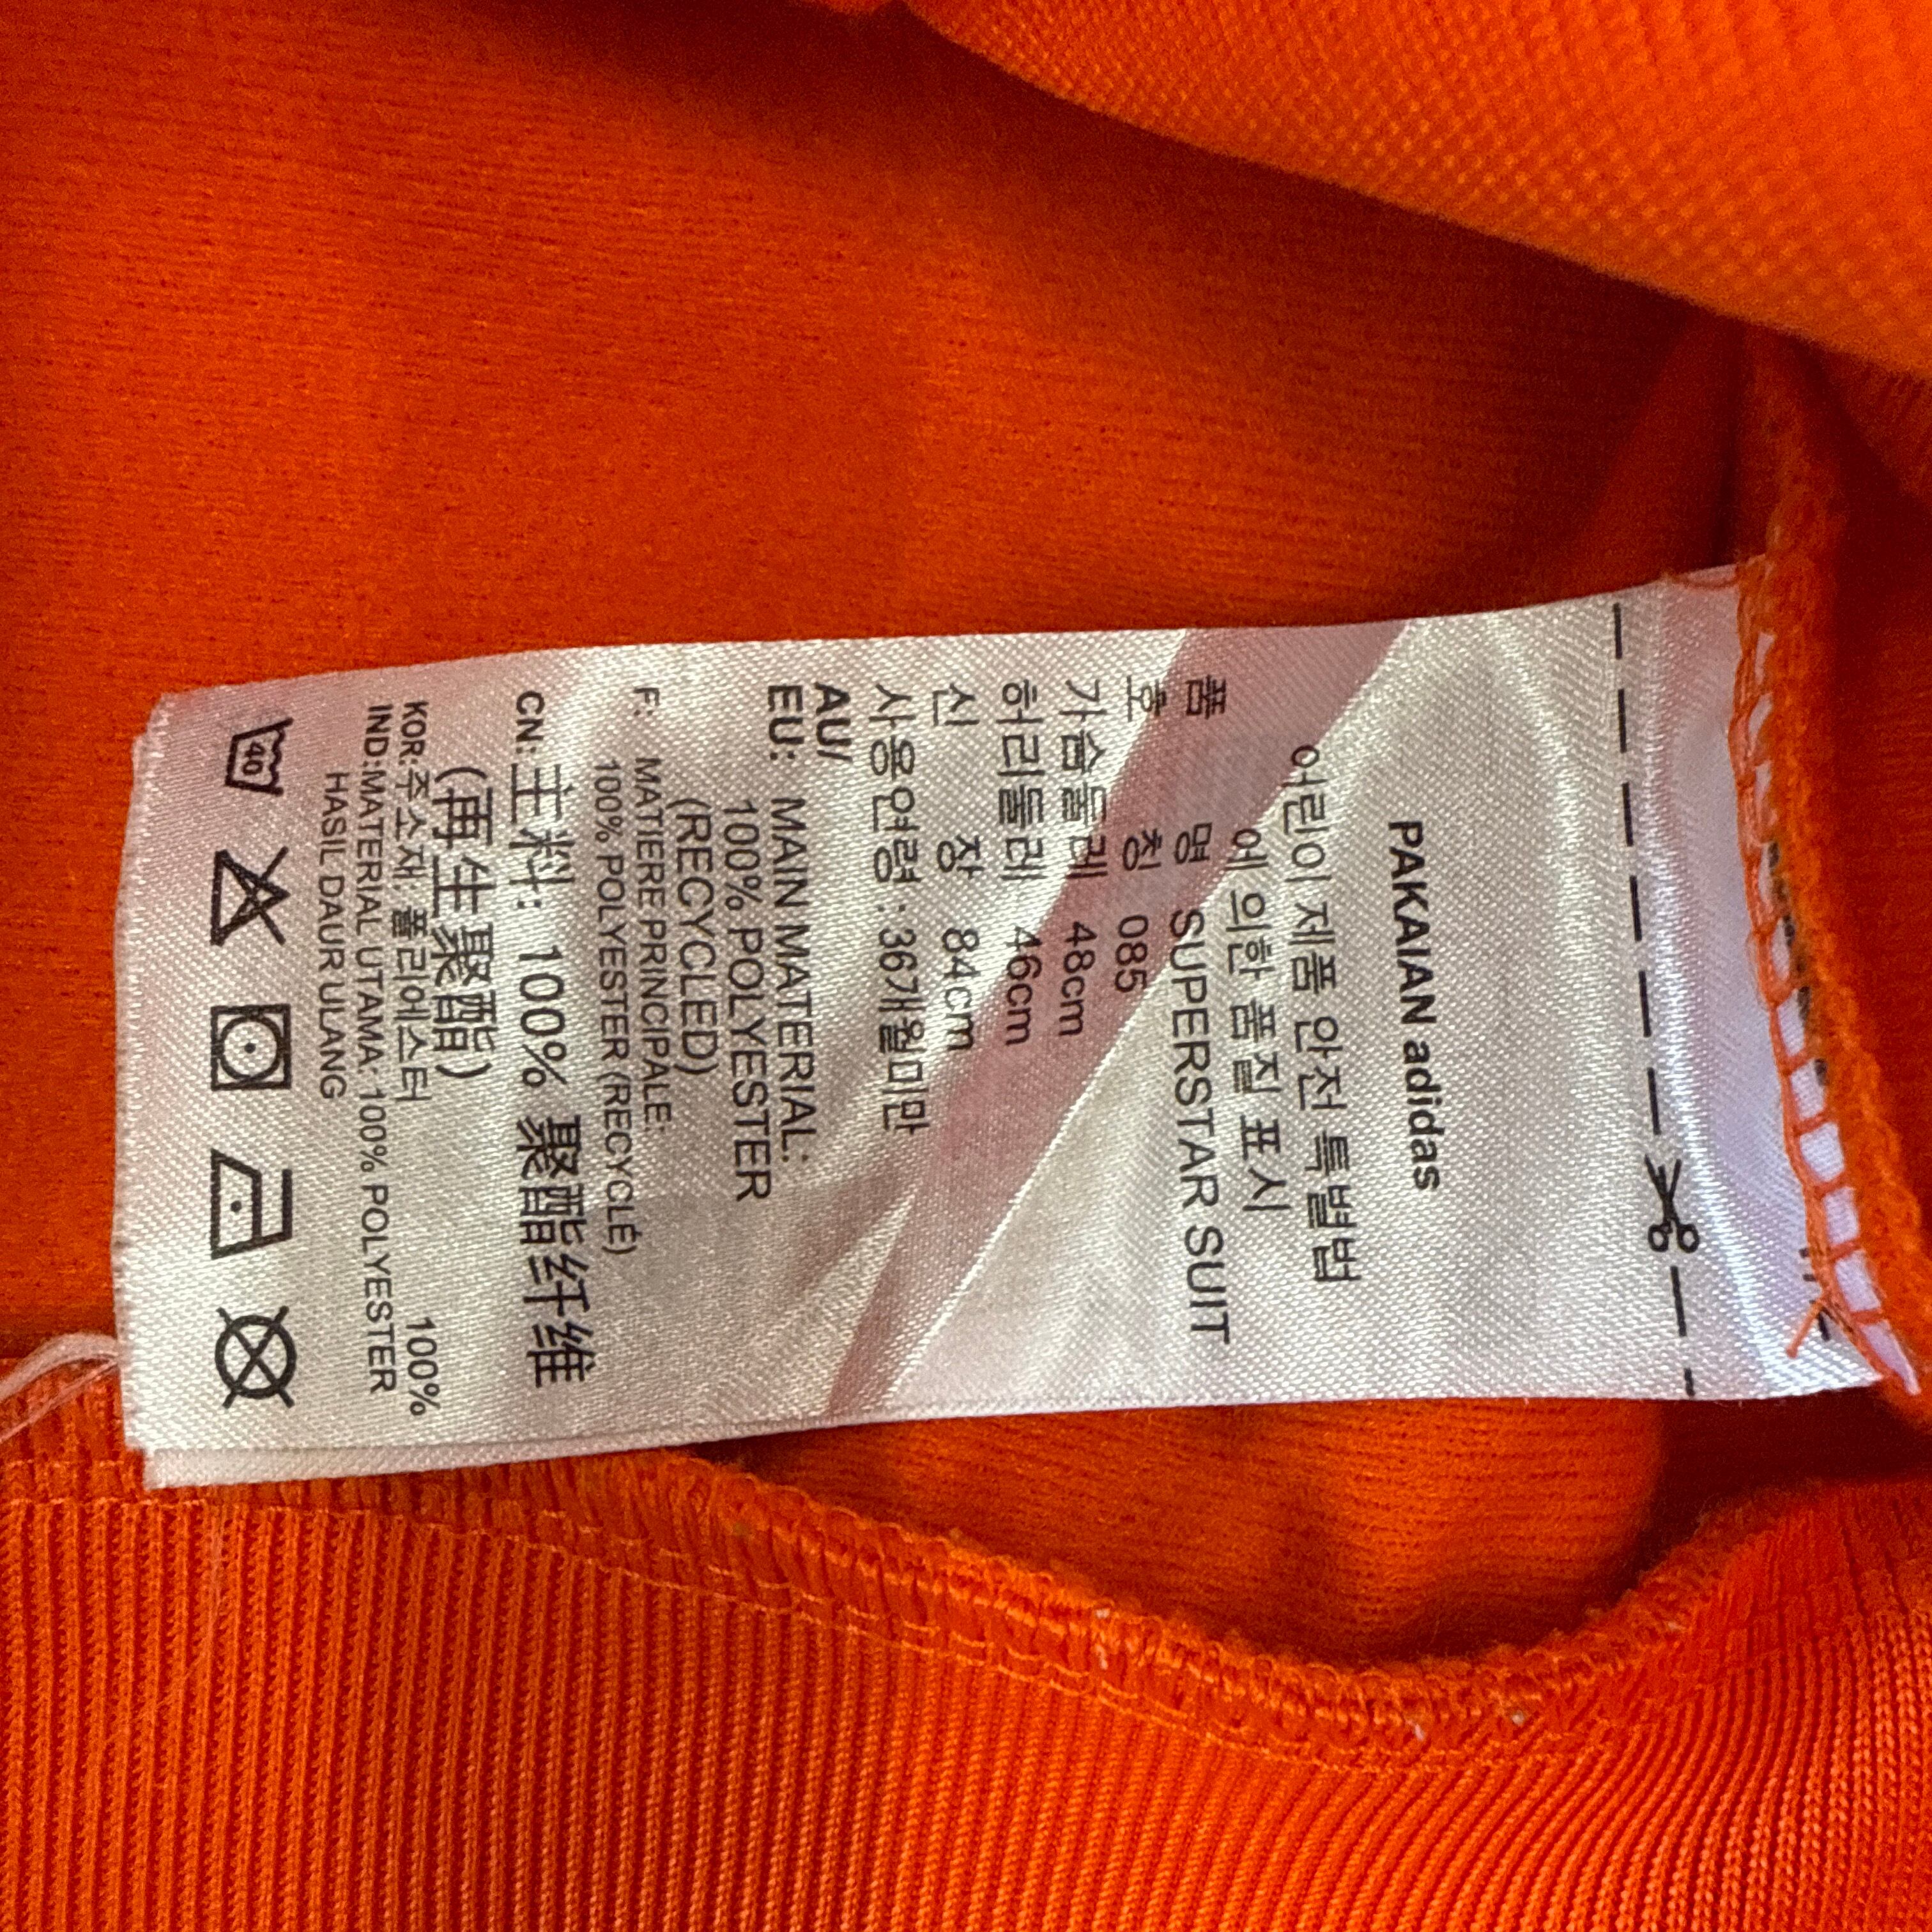 PAKAIAN adidas
어린이 제품 안전 특별법
에 의한 품질 표시
품 명 SUPERSTAR SUIT
호 칭 085
가슴둘레 48cm
허리둘레 46cm
신 장 84cm
사용연령 : 36개월미만
AU/
EU: MAIN MATERIAL:
100% POLYESTER
(RECYCLED)
F: MATIERE PRINCIPALE:
100% POLYESTER (RECYCLÉ)
CN: 主料: 100% 聚酯纤维
(再生聚酯)
KOR: 주소재: 폴리에스터 100%
IND: MATERIAL UTAMA: 100% POLYESTER
HASIL DAUR ULANG
40